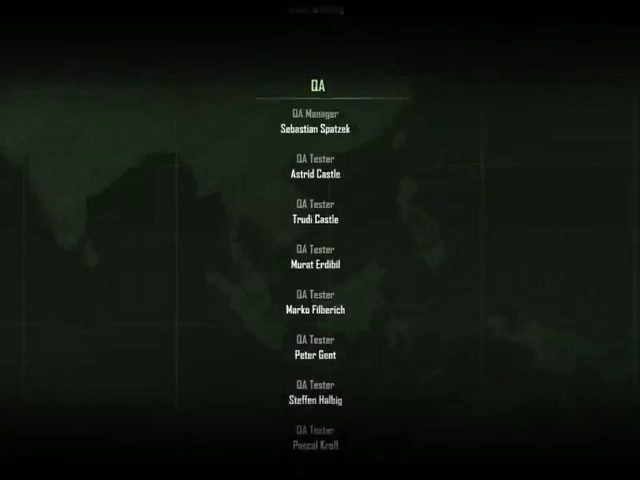 QA
QA Manager
Sebastian Spatzek
QA Tester
Astrid Castle
QA Tester
Trudi Castle
QA Tester
Murat Erdibil
QA Tester
Marko Filberich
QA Tester
Peter Gent
QA Tester
Steffen Halbig
QA Tester
Pascal Kroll